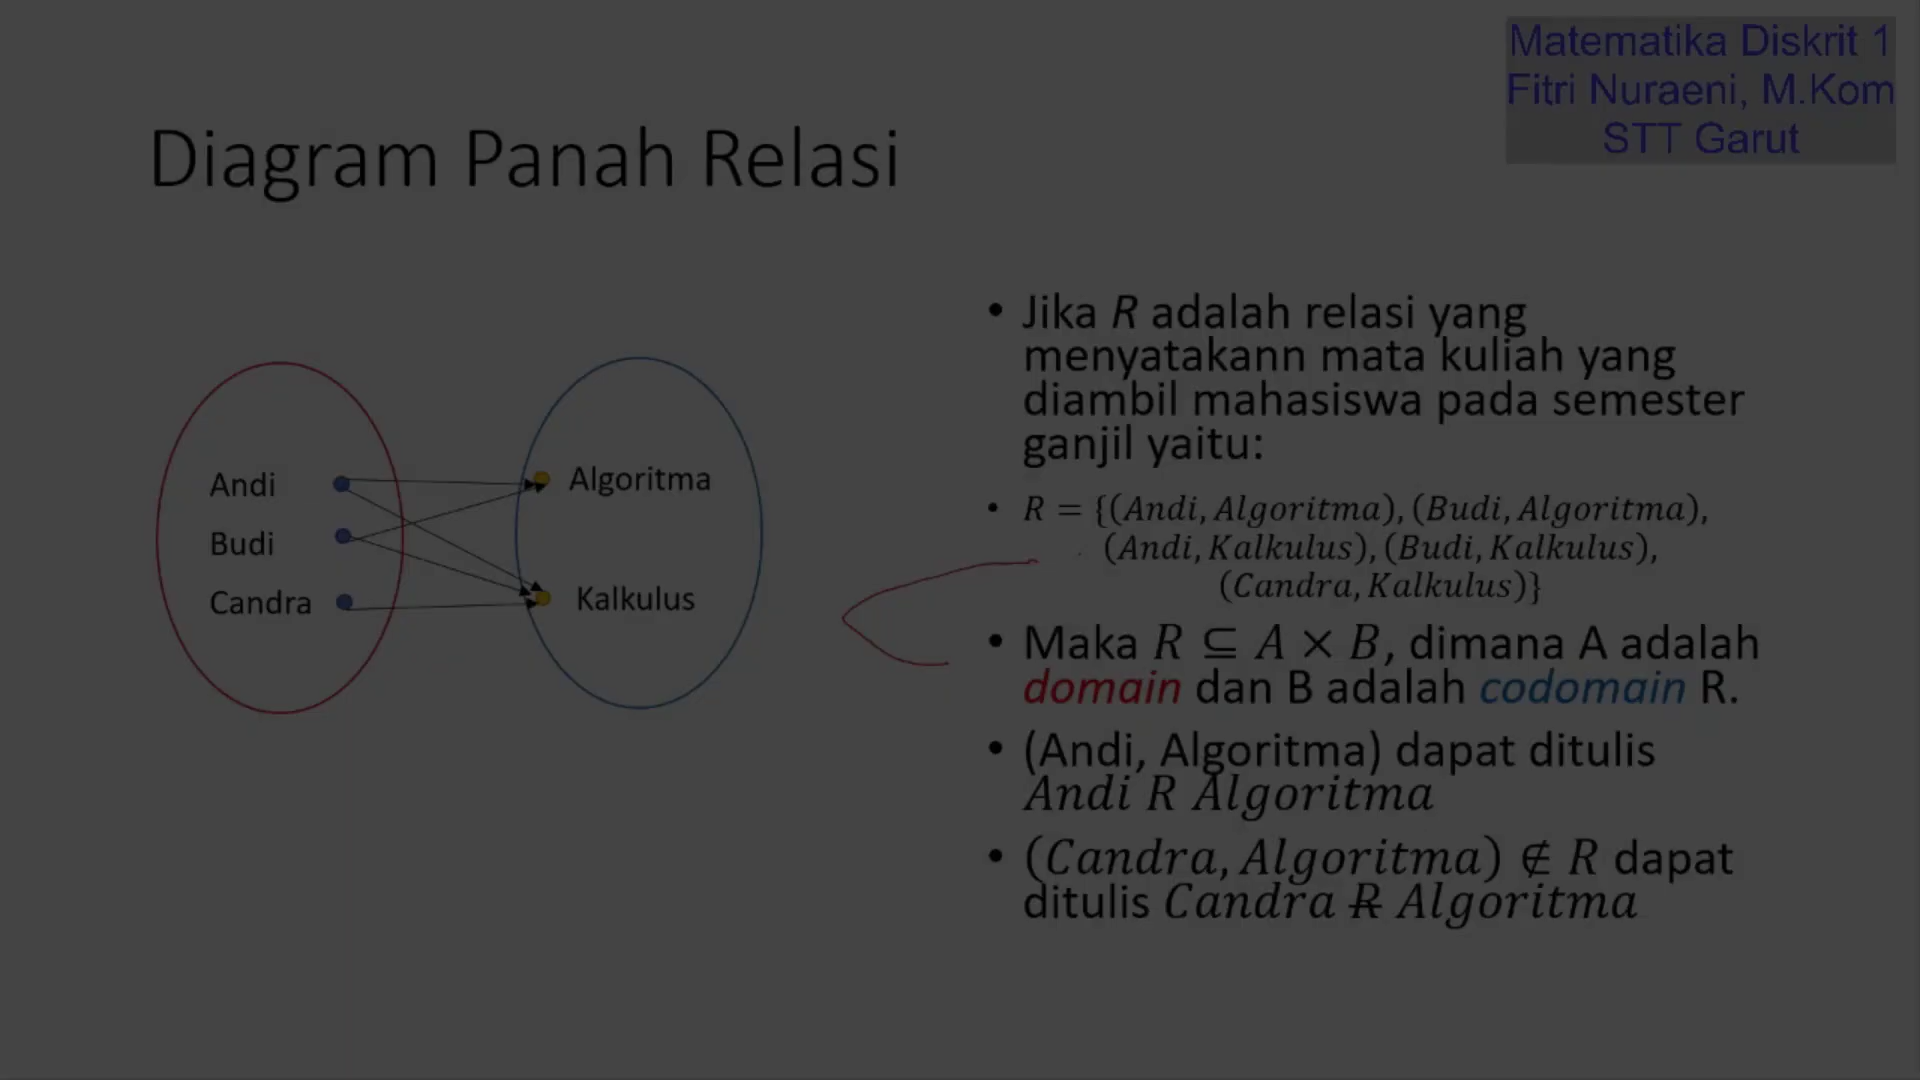 Matematika Diskrit 1
Fitri Nuraeni, M.Kom
STT Garut
Diagram Panah Relasi
Andi
Budi
Candra
Algoritma
Kalkulus
• Jika R adalah relasi yang
menyatakann mata kuliah yang
diambil mahasiswa pada semester
ganjil yaitu:
• R = {(Andi, Algoritma), (Budi, Algoritma),
(Andi, Kalkulus), (Budi, Kalkulus),
(Candra, Kalkulus)}
• Maka R ⊆ A × B, dimana A adalah
domain dan B adalah codomain R.
• (Andi, Algoritma) dapat ditulis
Andi R Algoritma
• (Candra, Algoritma) ∉ R dapat
ditulis Candra R̶ Algoritma